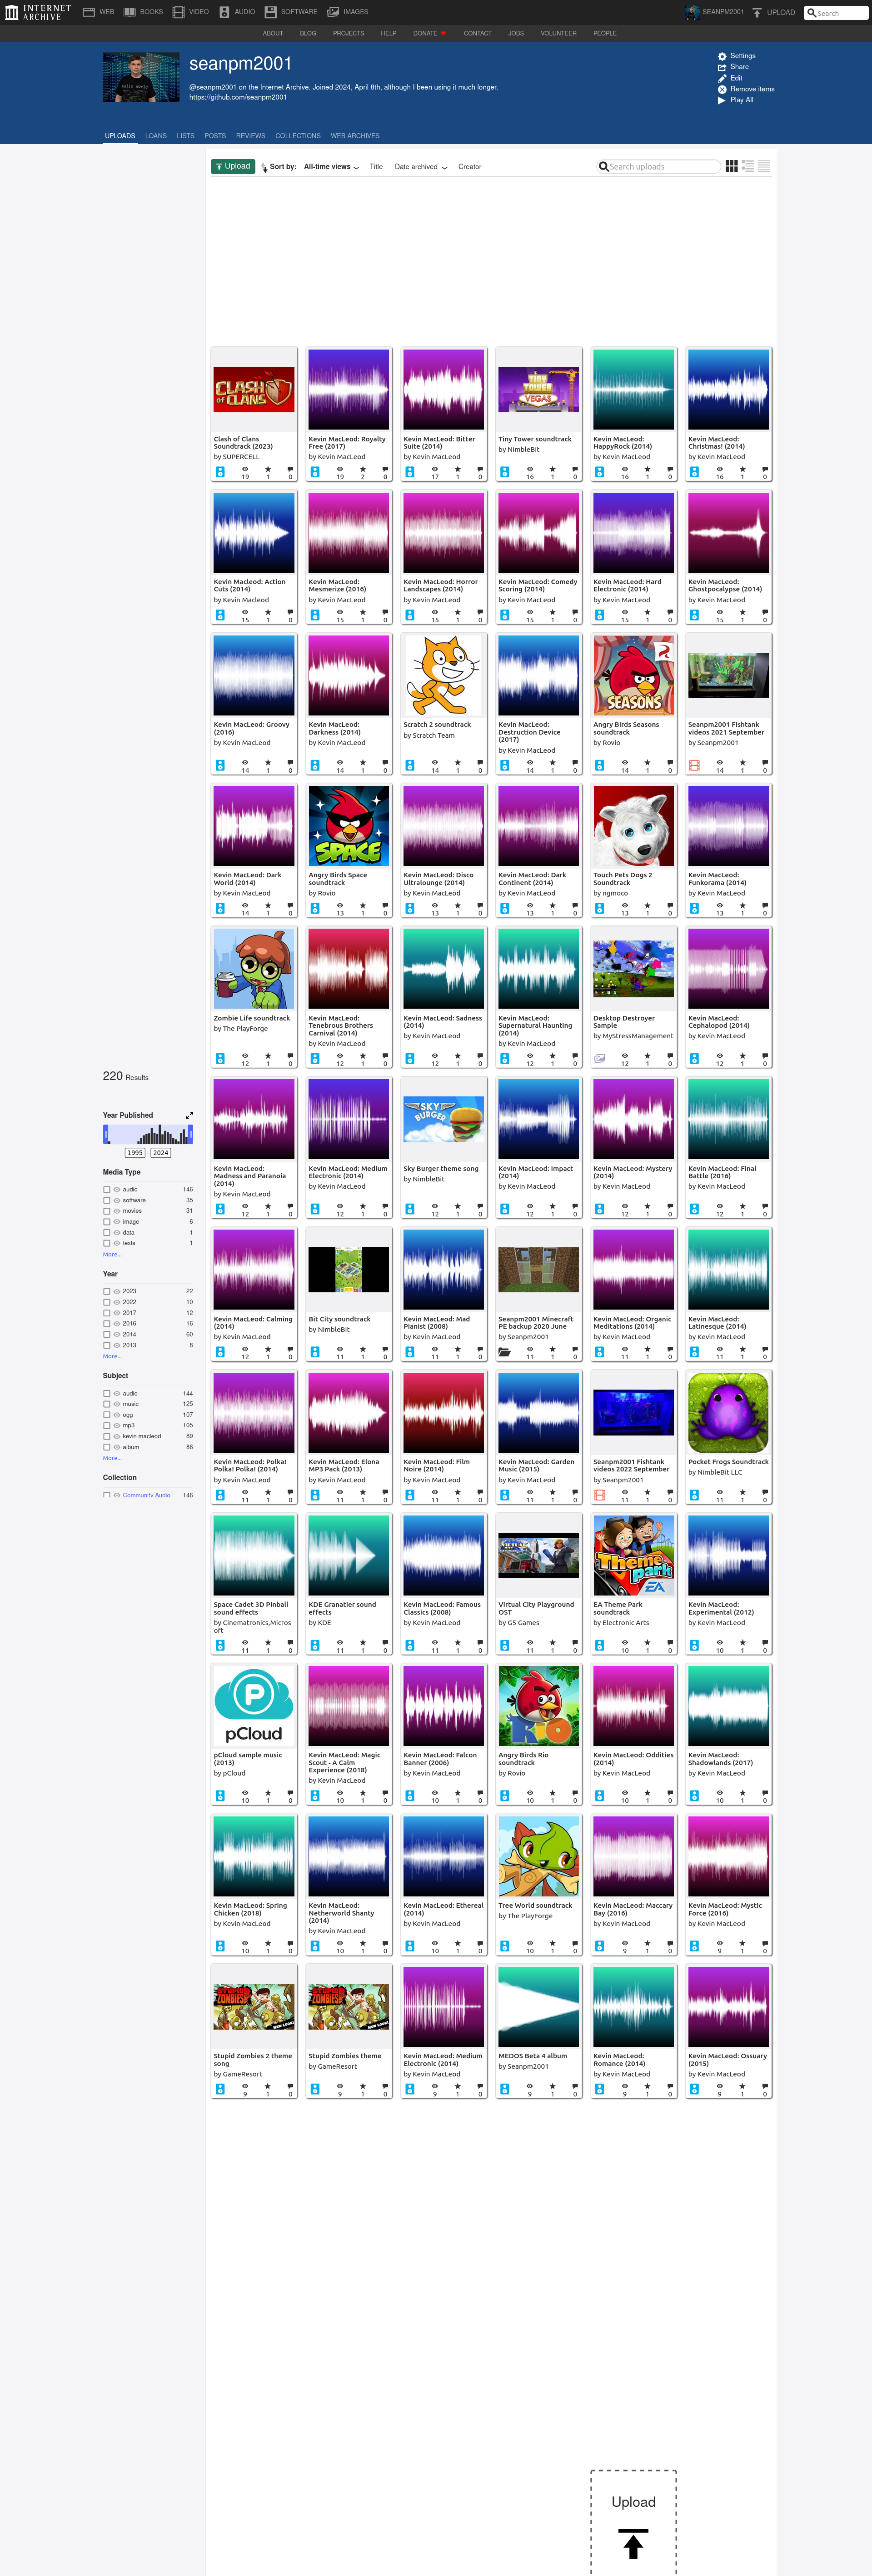 INTERNET ARCHIVE
WEB BOOKS VIDEO AUDIO SOFTWARE IMAGES SEANPM2001 UPLOAD Search
ABOUT BLOG PROJECTS HELP DONATE CONTACT JOBS VOLUNTEER PEOPLE
seanpm2001
@seanpm2001 on the Internet Archive. Joined 2024, April 8th, although I been using it much longer.
https://github.com/seanpm2001
Settings
Share
Edit
Remove items
Play All
UPLOADS LOANS LISTS POSTS REVIEWS COLLECTIONS WEB ARCHIVES
Upload Sort by: All-time views Title Date archived Creator Search uploads
220 Results
Year Published
1995 - 2024
Media Type
audio 146
software 35
movies 31
image 6
data 1
texts 1
More...
Year
2023 22
2022 10
2017 12
2016 16
2014 60
2013 8
More...
Subject
audio 144
music 125
ogg 107
mp3 105
kevin macleod 89
album 86
More...
Collection
Community Audio 146
CLASH OF CLANS
Clash of Clans Soundtrack (2023)
by SUPERCELL
19 1 0
Kevin MacLeod: Royalty Free (2017)
by Kevin MacLeod
19 2 0
Kevin MacLeod: Bitter Suite (2014)
by Kevin MacLeod
17 1 0
TINY TOWER VEGAS
Tiny Tower soundtrack
by NimbleBit
16 1 0
Kevin MacLeod: HappyRock (2014)
by Kevin MacLeod
16 1 0
Kevin MacLeod: Christmas! (2014)
by Kevin MacLeod
16 1 0
Kevin Macleod: Action Cuts (2014)
by Kevin Macleod
15 1 0
Kevin MacLeod: Mesmerize (2016)
by Kevin MacLeod
15 1 0
Kevin MacLeod: Horror Landscapes (2014)
by Kevin MacLeod
15 1 0
Kevin MacLeod: Comedy Scoring (2014)
by Kevin MacLeod
15 1 0
Kevin MacLeod: Hard Electronic (2014)
by Kevin MacLeod
15 1 0
Kevin MacLeod: Ghostpocalypse (2014)
by Kevin MacLeod
15 1 0
Kevin MacLeod: Groovy (2016)
by Kevin MacLeod
14 1 0
Kevin MacLeod: Darkness (2014)
by Kevin MacLeod
14 1 0
Scratch 2 soundtrack
by Scratch Team
14 1 0
Kevin MacLeod: Destruction Device (2017)
by Kevin MacLeod
14 1 0
SEASONS
Angry Birds Seasons soundtrack
by Rovio
14 1 0
Seanpm2001 Fishtank videos 2021 September
by Seanpm2001
14 1 0
Kevin MacLeod: Dark World (2014)
by Kevin MacLeod
14 1 0
SPACE
Angry Birds Space soundtrack
by Rovio
13 1 0
Kevin MacLeod: Disco Ultralounge (2014)
by Kevin MacLeod
13 1 0
Kevin MacLeod: Dark Continent (2014)
by Kevin MacLeod
13 1 0
Touch Pets Dogs 2 Soundtrack
by ngmoco
13 1 0
Kevin MacLeod: Funkorama (2014)
by Kevin MacLeod
13 1 0
Zombie Life soundtrack
by The PlayForge
12 1 0
Kevin MacLeod: Tenebrous Brothers Carnival (2014)
by Kevin MacLeod
12 1 0
Kevin MacLeod: Sadness (2014)
by Kevin MacLeod
12 1 0
Kevin MacLeod: Supernatural Haunting (2014)
by Kevin MacLeod
12 1 0
Desktop Destroyer Sample
by MyStressManagement
12 1 0
Kevin MacLeod: Cephalopod (2014)
by Kevin MacLeod
12 1 0
Kevin MacLeod: Madness and Paranoia (2014)
by Kevin MacLeod
12 1 0
Kevin MacLeod: Medium Electronic (2014)
by Kevin MacLeod
12 1 0
SKY BURGER
Sky Burger theme song
by NimbleBit
12 1 0
Kevin MacLeod: Impact (2014)
by Kevin MacLeod
12 1 0
Kevin MacLeod: Mystery (2014)
by Kevin MacLeod
12 1 0
Kevin MacLeod: Final Battle (2016)
by Kevin MacLeod
12 1 0
Kevin MacLeod: Calming (2014)
by Kevin MacLeod
12 1 0
Bit City soundtrack
by NimbleBit
11 1 0
Kevin MacLeod: Mad Pianist (2008)
by Kevin MacLeod
11 1 0
Seanpm2001 Minecraft PE backup 2020 June
by Seanpm2001
11 1 0
Kevin MacLeod: Organic Meditations (2014)
by Kevin MacLeod
11 1 0
Kevin MacLeod: Latinesque (2014)
by Kevin MacLeod
11 1 0
Kevin MacLeod: Polka! Polka! Polka! (2014)
by Kevin MacLeod
11 1 0
Kevin MacLeod: Elona MP3 Pack (2013)
by Kevin MacLeod
11 1 0
Kevin MacLeod: Film Noire (2014)
by Kevin MacLeod
11 1 0
Kevin MacLeod: Garden Music (2015)
by Kevin MacLeod
11 1 0
Seanpm2001 Fishtank videos 2022 September
by Seanpm2001
11 1 0
Pocket Frogs Soundtrack
by NimbleBit LLC
11 1 0
Space Cadet 3D Pinball sound effects
by Cinematronics,Microsoft
11 1 0
KDE Granatier sound effects
by KDE
11 1 0
Kevin MacLeod: Famous Classics (2008)
by Kevin MacLeod
11 1 0
Virtual City Playground OST
by G5 Games
11 1 0
Theme Park EA
EA Theme Park soundtrack
by Electronic Arts
10 1 0
Kevin MacLeod: Experimental (2012)
by Kevin MacLeod
10 1 0
pCloud
pCloud sample music (2013)
by pCloud
10 1 0
Kevin MacLeod: Magic Scout - A Calm Experience (2018)
by Kevin MacLeod
10 1 0
Kevin MacLeod: Falcon Banner (2006)
by Kevin MacLeod
10 1 0
RIO
Angry Birds Rio soundtrack
by Rovio
10 1 0
Kevin MacLeod: Oddities (2014)
by Kevin MacLeod
10 1 0
Kevin MacLeod: Shadowlands (2017)
by Kevin MacLeod
10 1 0
Kevin MacLeod: Spring Chicken (2018)
by Kevin MacLeod
10 1 0
Kevin MacLeod: Netherworld Shanty (2014)
by Kevin MacLeod
10 1 0
Kevin MacLeod: Ethereal (2014)
by Kevin MacLeod
10 1 0
Tree World soundtrack
by The PlayForge
10 1 0
Kevin MacLeod: Maccary Bay (2016)
by Kevin MacLeod
9 1 0
Kevin MacLeod: Mystic Force (2016)
by Kevin MacLeod
9 1 0
STUPID ZOMBIES
Stupid Zombies 2 theme song
by GameResort
9 1 0
STUPID ZOMBIES
Stupid Zombies theme
by GameResort
9 1 0
Kevin MacLeod: Medium Electronic (2014)
by Kevin MacLeod
9 1 0
MEDOS Beta 4 album
by Seanpm2001
9 1 0
Kevin MacLeod: Romance (2014)
by Kevin MacLeod
9 1 0
Kevin MacLeod: Ossuary (2015)
by Kevin MacLeod
9 1 0
Upload